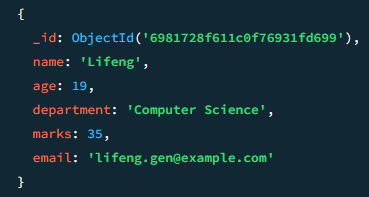 {
_id: ObjectId('6981728f611c0f76931fd699'),
name: 'Lifeng',
age: 19,
department: 'Computer Science',
marks: 35,
email: 'lifeng.gen@example.com'
}